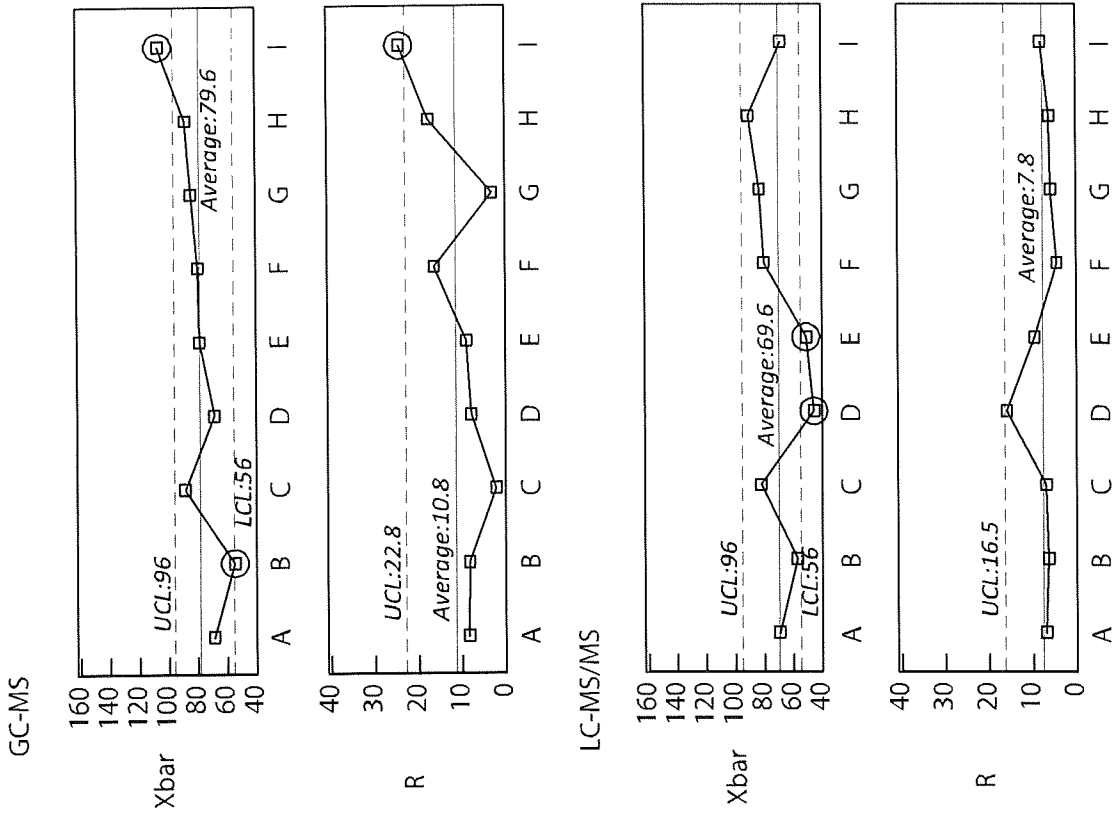 GC-MS
Xbar
160
140
120
100
80
60
40
UCL:96
Average:79.6
LCL:56
A B C D E F G H I
R
40
30
20
10
0
UCL:22.8
Average:10.8
A B C D E F G H I
LC-MS/MS
Xbar
160
140
120
100
80
60
40
UCL:96
Average:69.6
LCL:56
A B C D E F G H I
R
40
30
20
10
0
UCL:16.5
Average:7.8
A B C D E F G H I